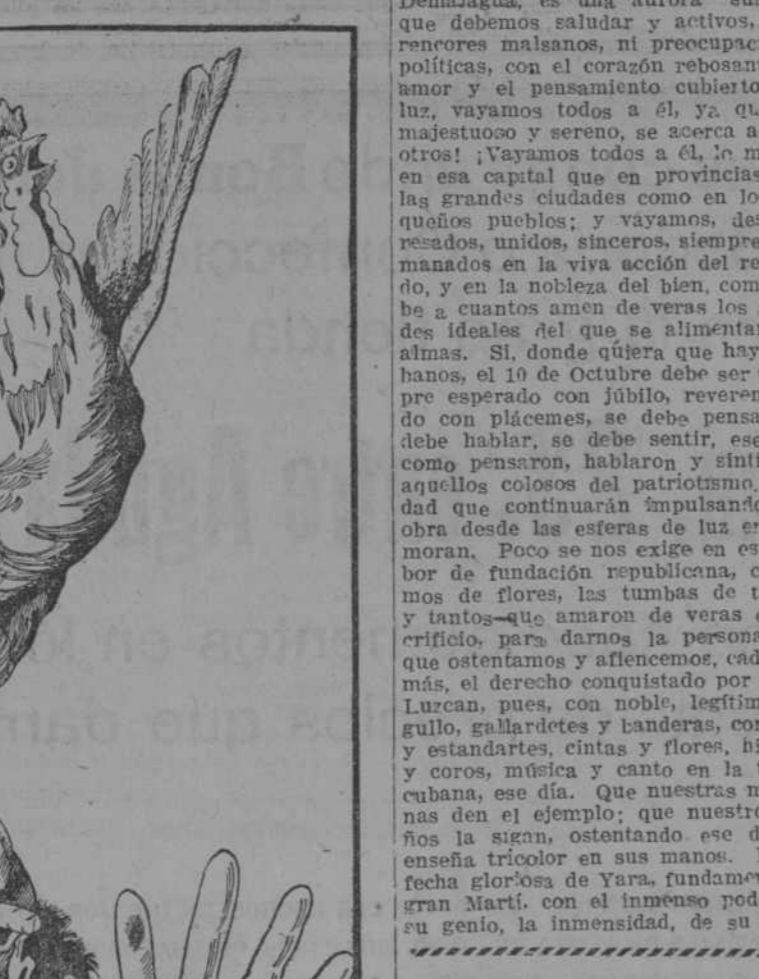 Demajagua, es una aurora
que debemos saludar y activos,
rencores malsanos, ni preocupac
políticas, con el corazón rebosan
amor y el pensamiento cubierto
luz, vayamos todos a él, ya qu
majestuoso y sereno, se acerca a
otros! ¡Vayamos todos a él, lo m
en esa capital que en provincias
las grandes ciudades como en lo
queños pueblos; y vayamos, des
resados, unidos, sinceros, siempre
manados en la viva acción del re
do, y en la nobleza del bien, com
be a cuantos amen de veras los
des ideales del que se alimentan
almas. Si, donde quiera que hay
banos, el 10 de Octubre debe ser
pre esperado con júbilo, reveren
do con plácemes, se debe pensa
debe hablar, se debe sentir, ese
como pensaron, hablaron y sinti
aquellos colosos del patriotismo,
dad que continuarán impulsando
obra desde las esferas de luz en
moran. Poco se nos exige en es
bor de fundación republicana, c
mos de flores, las tumbas de t
y tantos—que amaron de veras e
crificio, para darnos la persona
que ostentamos y afiencemos, cad
más, el derecho conquistado por
Luzcan, pues, con noble, legítim
gullo, gallardetes y banderas, con
y estandartes, cintas y flores, hi
y coros, música y canto en la
cubana, ese día. Que nuestras m
nas den el ejemplo; que nuestro
ños la sigan, ostentando ese d
enseña tricolor en sus manos.
fecha gloriosa de Yara, fundamen
gran Martí, con el inmenso pod
su genio, la inmensidad, de su